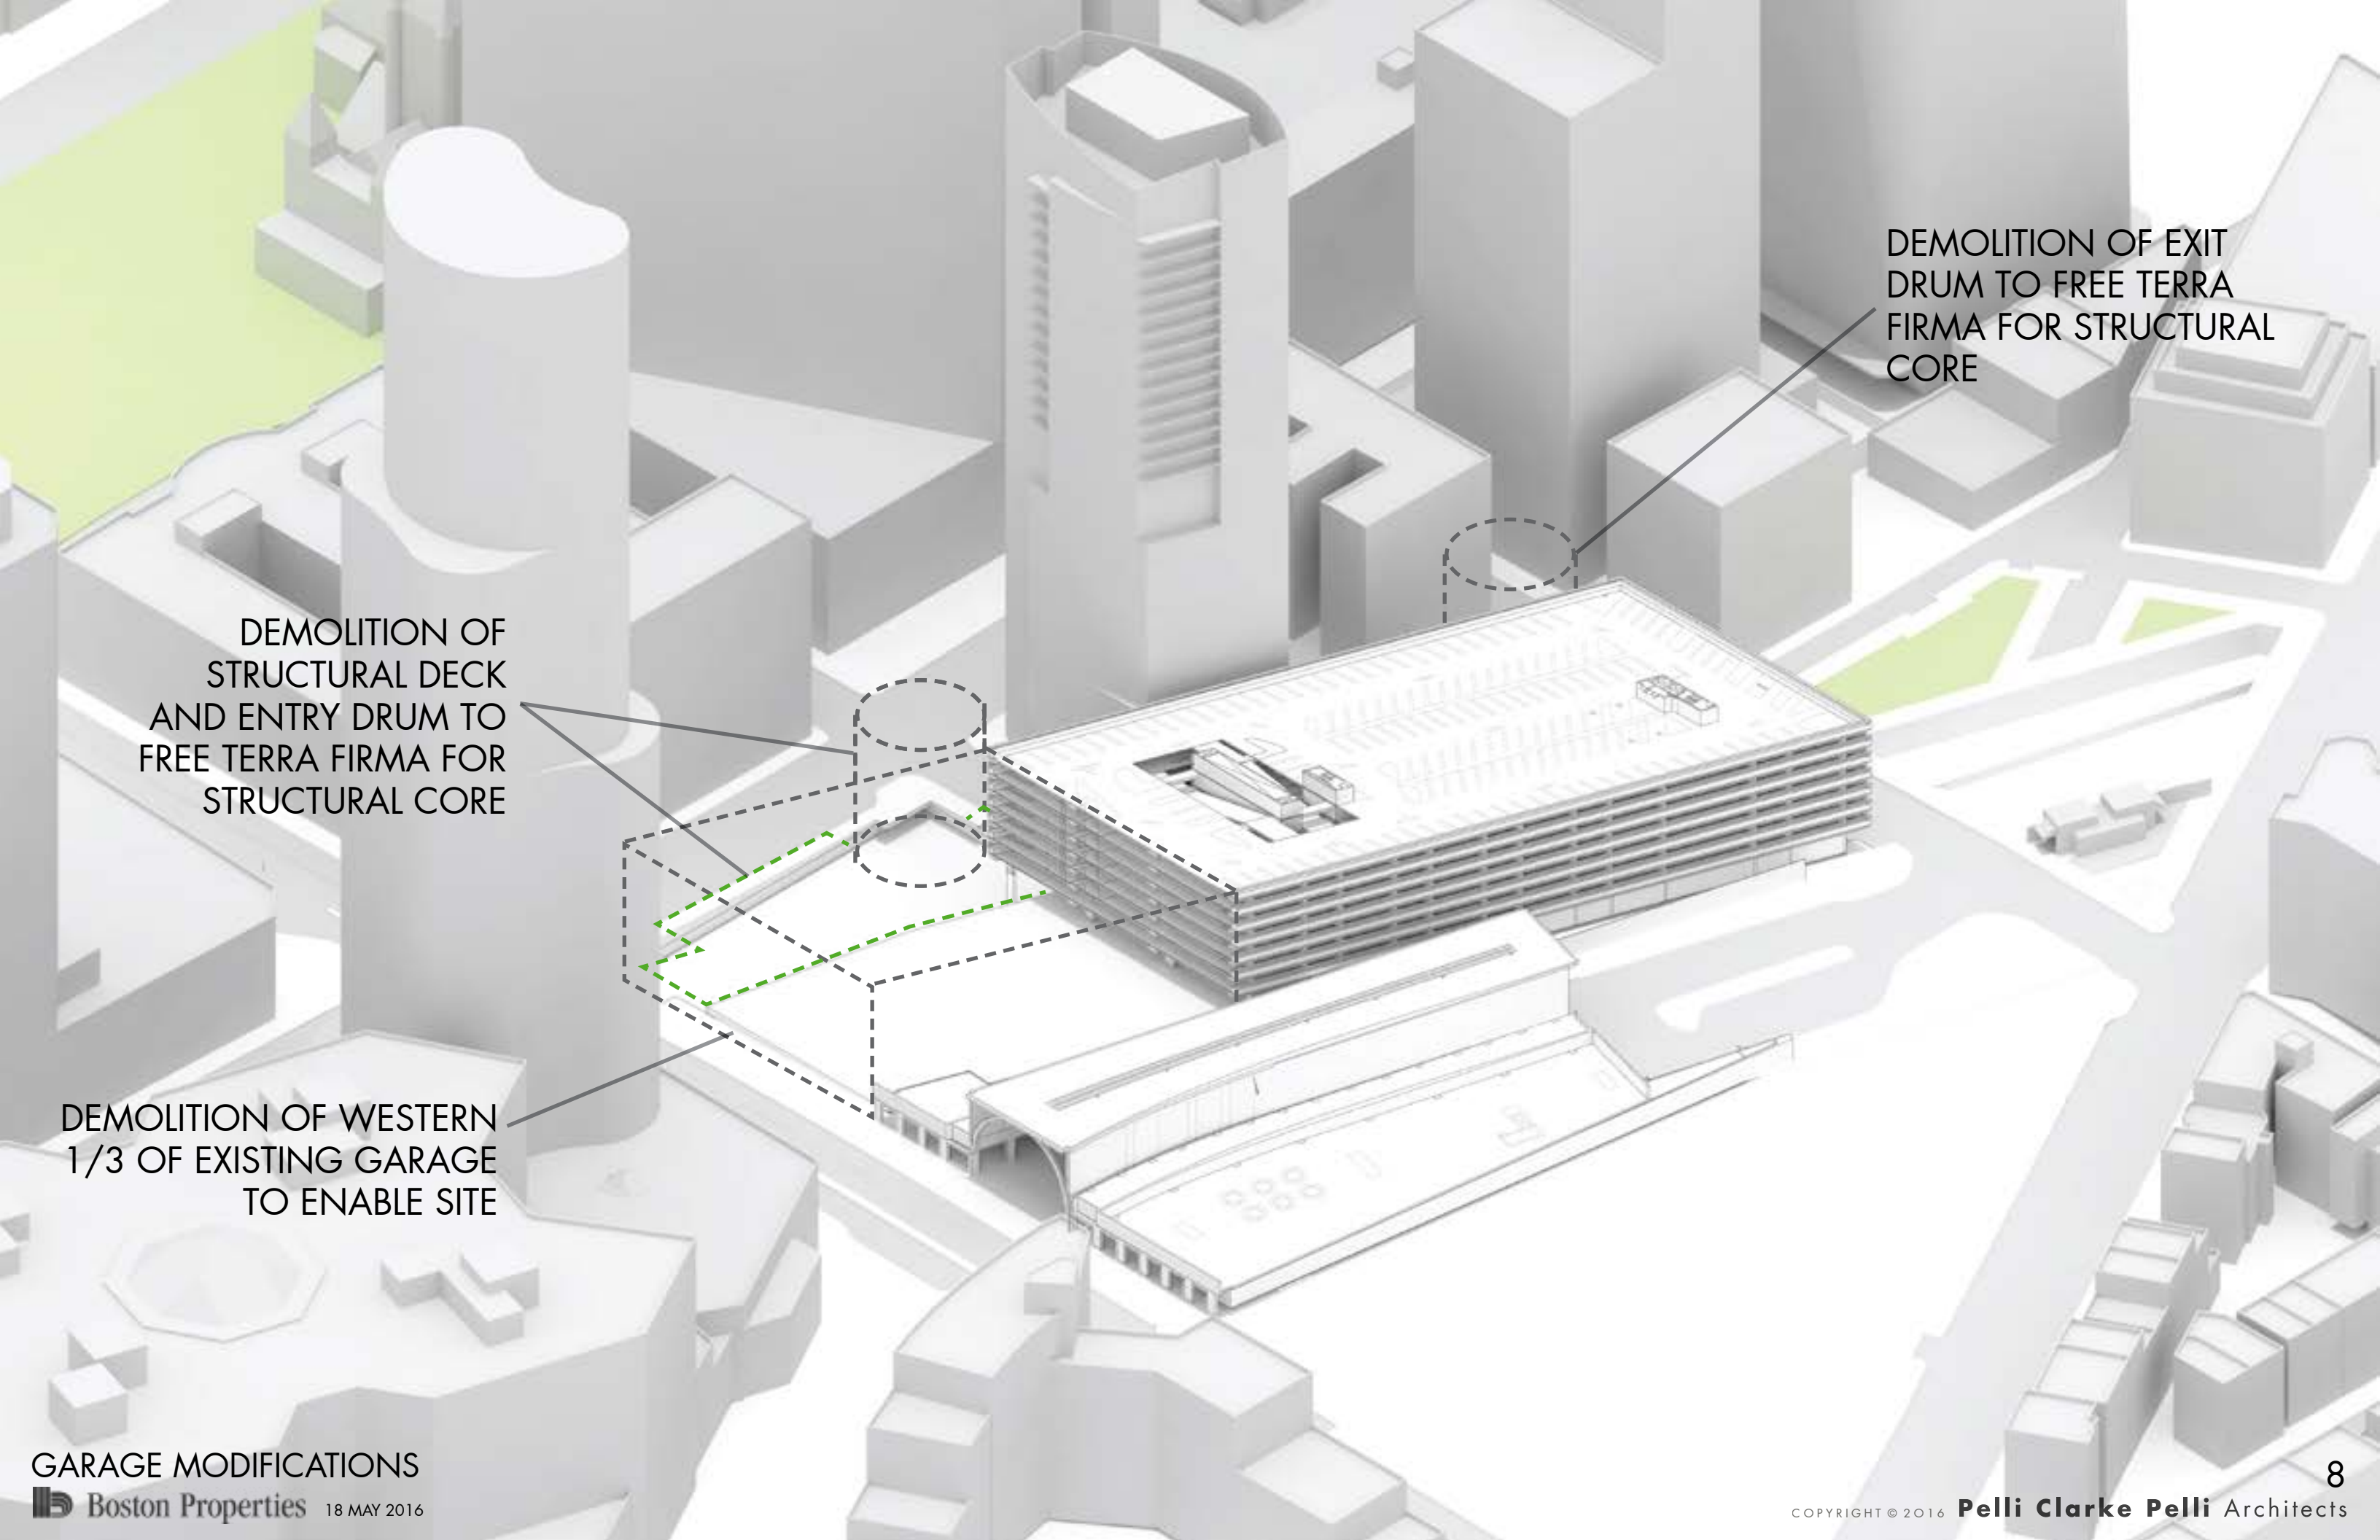 DEMOLITION OF EXIT
DRUM TO FREE TERRA
FIRMA FOR STRUCTURAL
CORE
DEMOLITION OF
STRUCTURAL DECK
AND ENTRY DRUM TO
FREE TERRA FIRMA FOR
STRUCTURAL CORE
DEMOLITION OF WESTERN
1/3 OF EXISTING GARAGE
TO ENABLE SITE
GARAGE MODIFICATIONS
Boston Properties 18 MAY 2016
8
COPYRIGHT © 2016 Pelli Clarke Pelli Architects